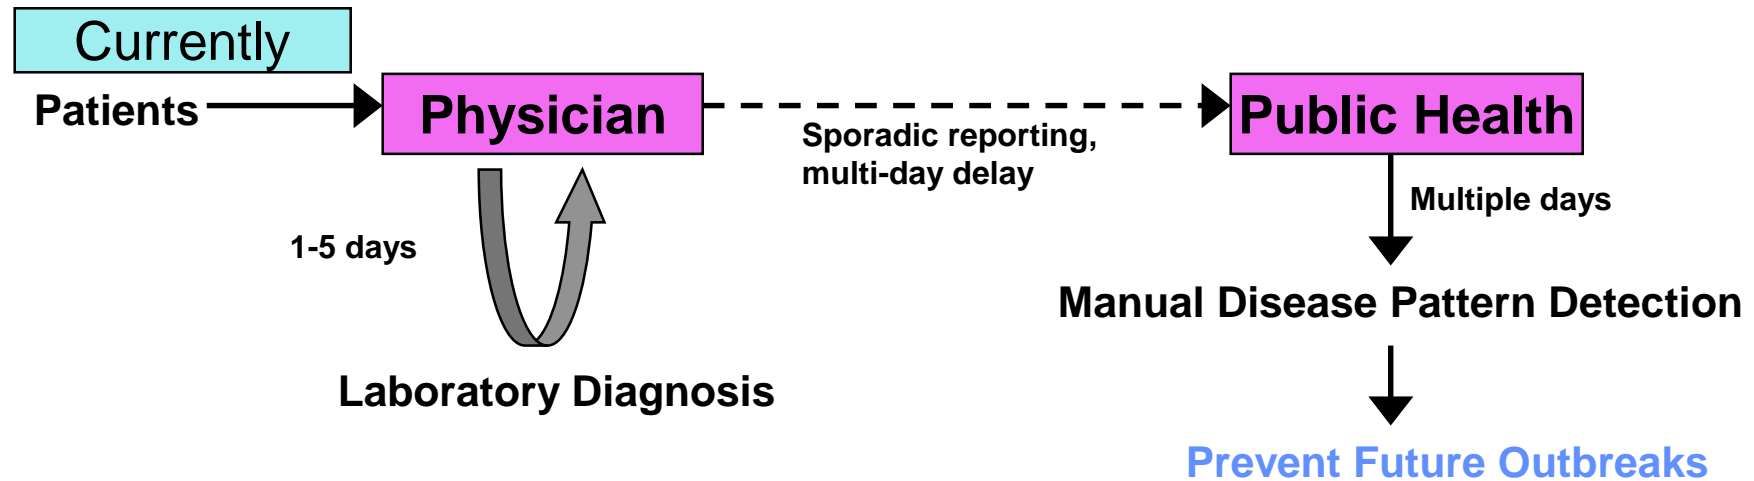 Currently
Patients
Physician
Sporadic reporting,
multi-day delay
Public Health
Multiple days
1-5 days
Manual Disease Pattern Detection
Laboratory Diagnosis
Prevent Future Outbreaks